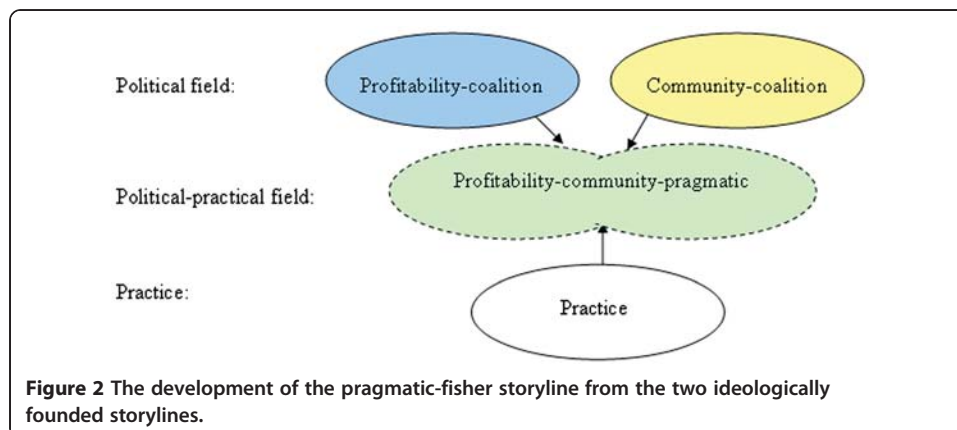 Political field:
Profitability-coalition
Community-coalition
Political-practical field:
Profitability-community-pragmatic
Practice:
Practice
Figure 2 The development of the pragmatic-fisher storyline from the two ideologically
founded storylines.